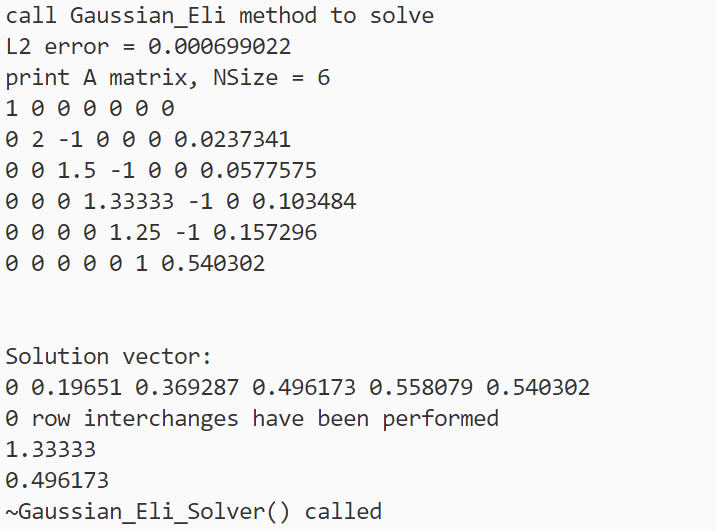 call Gaussian_Eli method to solve
L2 error = 0.000699022
print A matrix, NSize = 6
1 0 0 0 0 0 0
0 2 -1 0 0 0 0.0237341
0 0 1.5 -1 0 0 0.0577575
0 0 0 1.33333 -1 0 0.103484
0 0 0 0 1.25 -1 0.157296
0 0 0 0 0 1 0.540302
Solution vector:
0 0.19651 0.369287 0.496173 0.558079 0.540302
0 row interchanges have been performed
1.33333
0.496173
~Gaussian_Eli_Solver() called